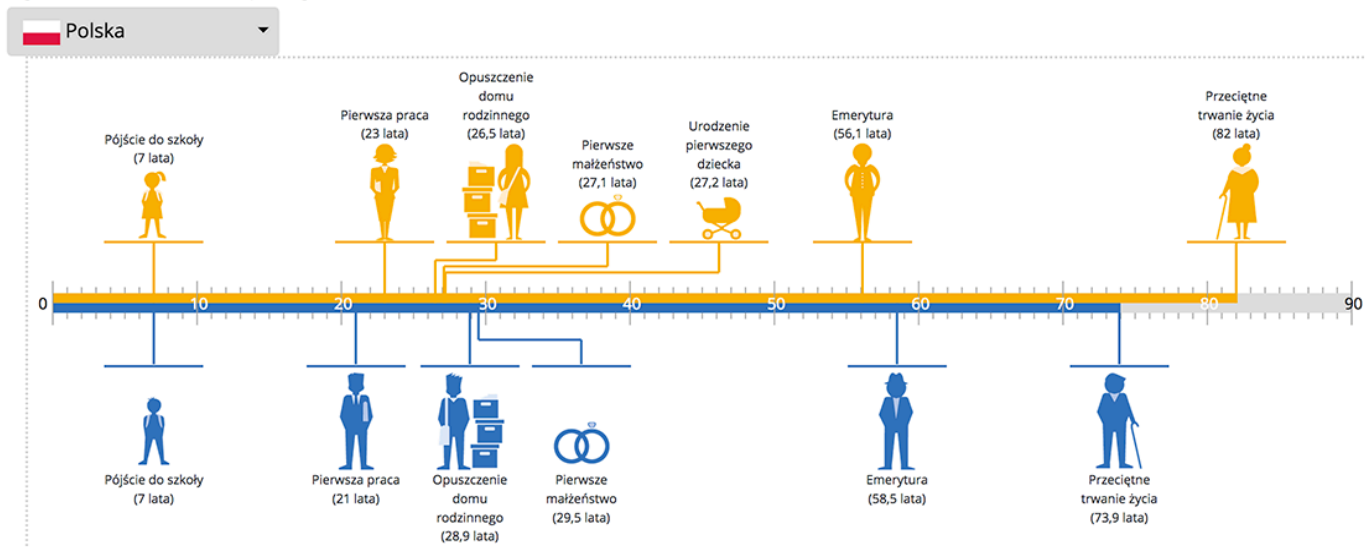 Polska
Pójście do szkoły
(7 lata)
Pierwsza praca
(23 lata)
Opuszczenie
domu
rodzinnego
(26,5 lata)
Pierwsze
małżeństwo
(27,1 lata)
Urodzenie
pierwszego
dziecka
(27,2 lata)
Emerytura
(56,1 lata)
Przeciętne
trwanie życia
(82 lata)
0 10 20 30 40 50 60 70 80 90
Pójście do szkoły
(7 lata)
Pierwsza praca
(21 lata)
Opuszczenie
domu
rodzinnego
(28,9 lata)
Pierwsze
małżeństwo
(29,5 lata)
Emerytura
(58,5 lata)
Przeciętne
trwanie życia
(73,9 lata)